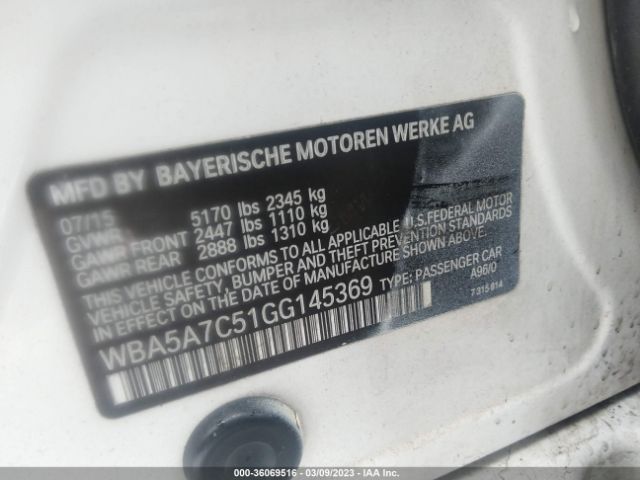 MFD BY BAYERISCHE MOTOREN WERKE AG
07/15
GVWR 5170 lbs 2345 kg
GAWR FRONT 2447 lbs 1110 kg
GAWR REAR 2888 lbs 1310 kg
THIS VEHICLE CONFORMS TO ALL APPLICABLE U.S. FEDERAL MOTOR
VEHICLE SAFETY, BUMPER AND THEFT PREVENTION STANDARDS
IN EFFECT ON THE DATE OF MANUFACTURE SHOWN ABOVE.
WBA5A7C51GG145369 TYPE: PASSENGER CAR
A96/0
7 315 614
000-36069516 - 03/09/2023 - IAA Inc.